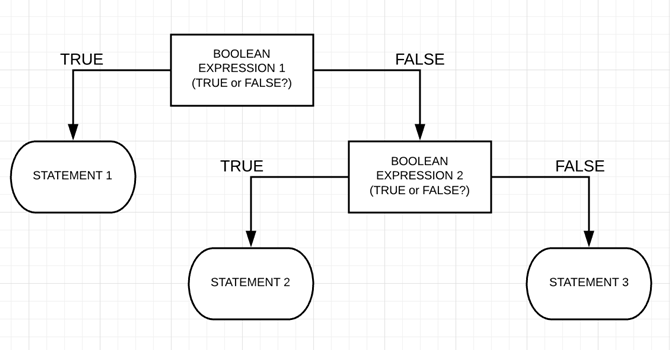 TRUE
BOOLEAN
EXPRESSION 1
(TRUE or FALSE?)
FALSE
STATEMENT 1
TRUE
BOOLEAN
EXPRESSION 2
(TRUE or FALSE?)
FALSE
STATEMENT 2
STATEMENT 3